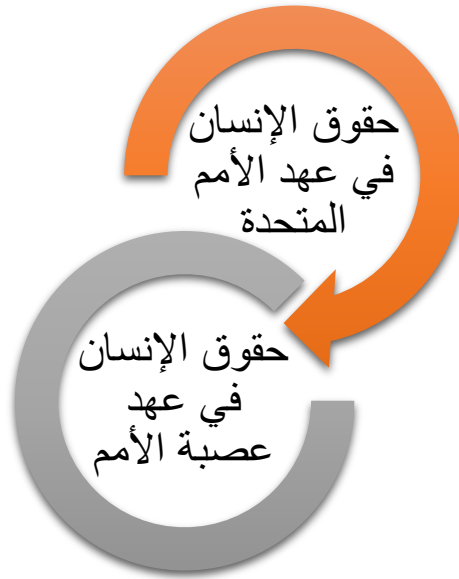 حقوق الإنسان
في عهد الأمم
المتحدة
حقوق الإنسان
في عهد
عصبة الأمم